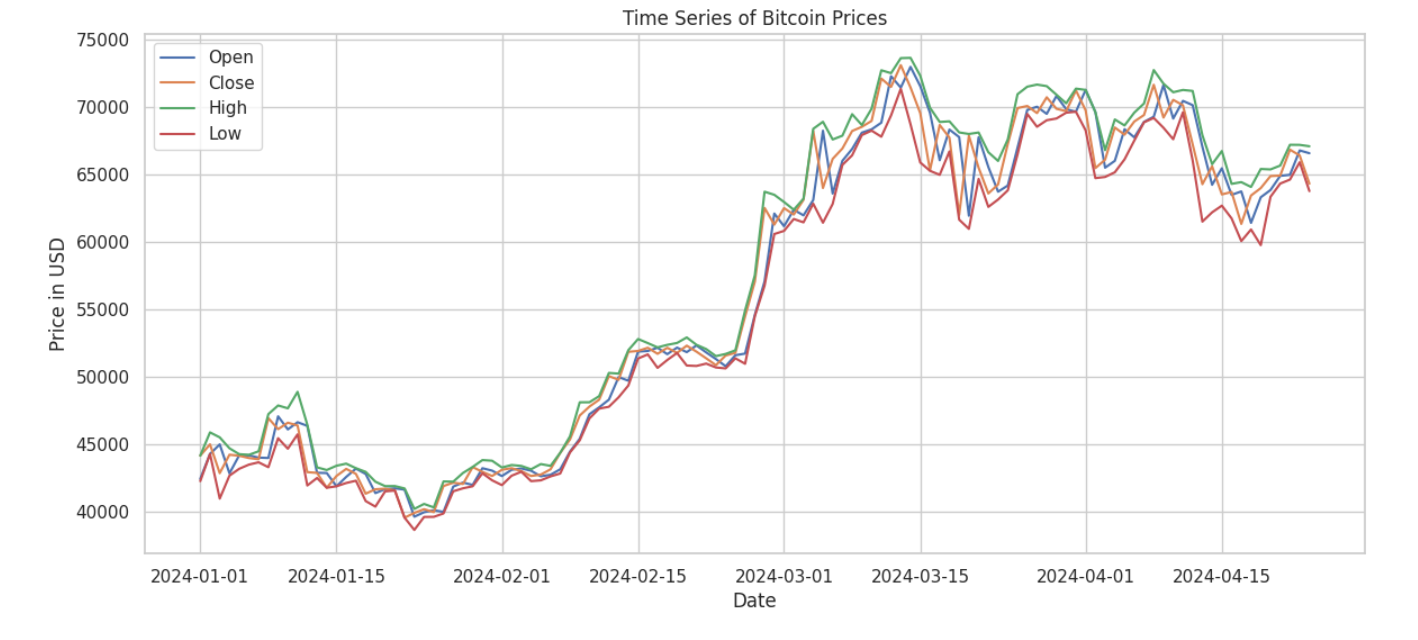 Time Series of Bitcoin Prices
75000
70000
65000
60000
55000
50000
45000
40000
Price in USD
Open
Close
High
Low
2024-01-01 2024-01-15 2024-02-01 2024-02-15 2024-03-01 2024-03-15 2024-04-01 2024-04-15
Date